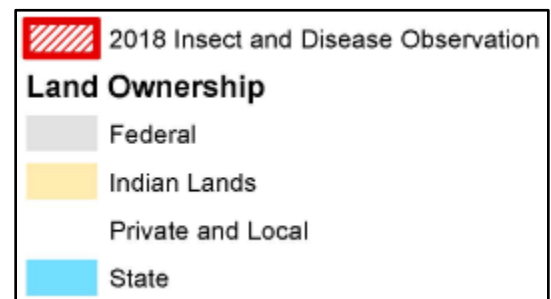 2018 Insect and Disease Observation
Land Ownership
Federal
Indian Lands
Private and Local
State